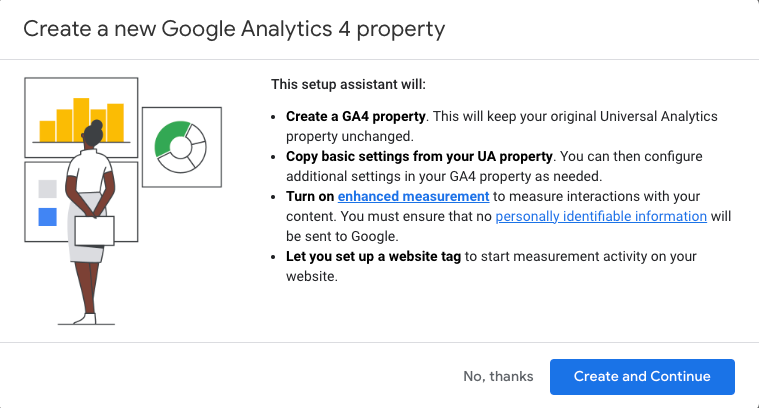 Create a new Google Analytics 4 property
This setup assistant will:
Create a GA4 property. This will keep your original Universal Analytics
property unchanged.
Copy basic settings from your UA property. You can then configure
additional settings in your GA4 property as needed.
Turn on enhanced measurement to measure interactions with your
content. You must ensure that no personally identifiable information will
be sent to Google.
Let you set up a website tag to start measurement activity on your
website.
No, thanks
Create and Continue